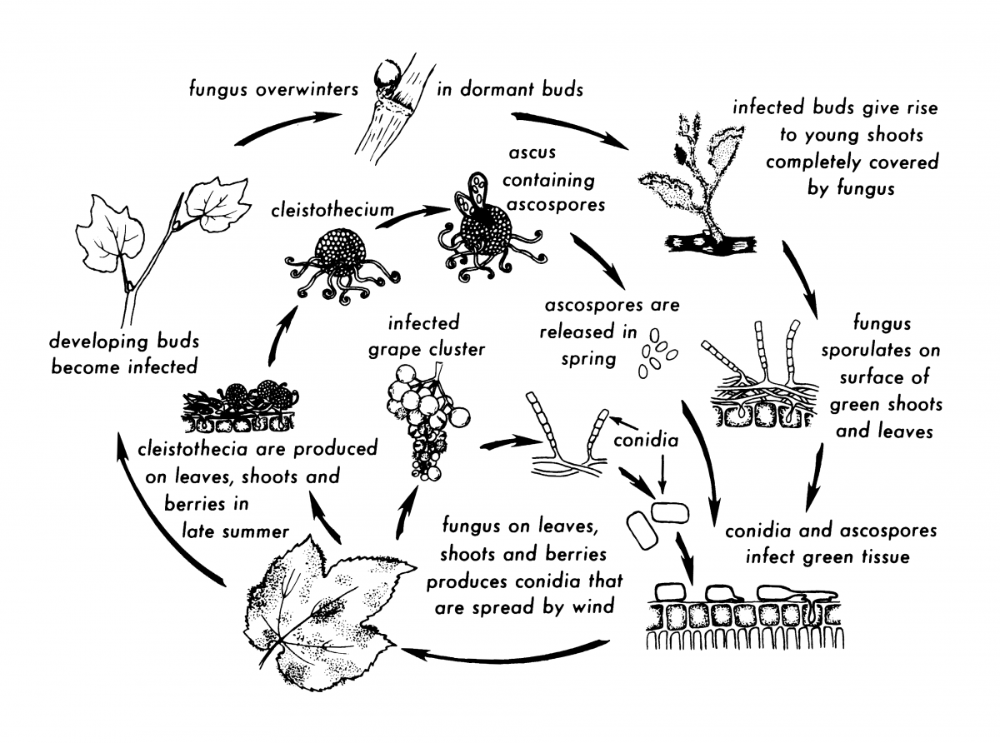 fungus overwinters in dormant buds
infected buds give rise
to young shoots
completely covered
by fungus
ascus
containing
ascospores
cleistothecium
ascospores are
released in
spring
infected
grape cluster
fungus
sporulates on
surface of
green shoots
and leaves
developing buds
become infected
conidia
cleistothecia are produced
on leaves, shoots and
berries in
late summer
fungus on leaves,
shoots and berries
produces conidia that
are spread by wind
conidia and ascospores
infect green tissue